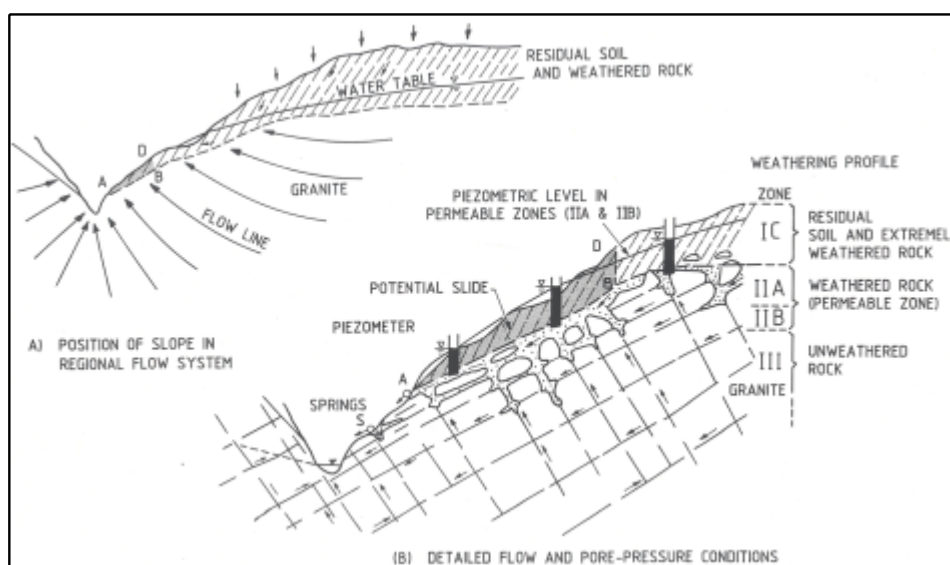 RESIDUAL SOIL
AND WEATHERED ROCK
WATER TABLE
D
A
B
GRANITE
FLOW LINE
A) POSITION OF SLOPE IN
REGIONAL FLOW SYSTEM
WEATHERING PROFILE
ZONE
PIEZOMETRIC LEVEL IN
PERMEABLE ZONES (IIA & IIB)
IC
RESIDUAL
SOIL AND EXTREMEL
WEATHERED ROCK
D
B
POTENTIAL SLIDE
IIA
WEATHERED ROCK
(PERMEABLE ZONE)
IIB
PIEZOMETER
III
UNWEATHERED
ROCK
GRANITE
A
SPRINGS
S
(B) DETAILED FLOW AND PORE-PRESSURE CONDITIONS